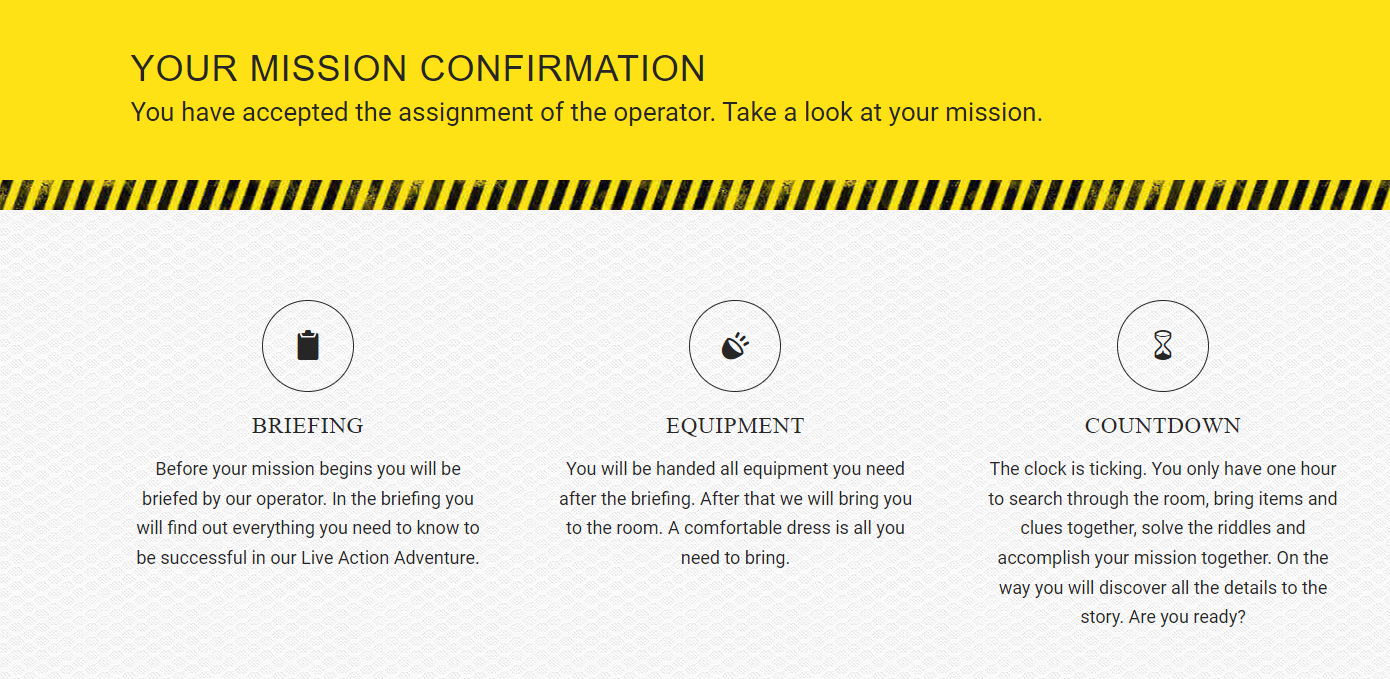 YOUR MISSION CONFIRMATION
You have accepted the assignment of the operator. Take a look at your mission.
BRIEFING
Before your mission begins you will be
briefed by our operator. In the briefing you
will find out everything you need to know to
be successful in our Live Action Adventure.
EQUIPMENT
You will be handed all equipment you need
after the briefing. After that we will bring you
to the room. A comfortable dress is all you
need to bring.
COUNTDOWN
The clock is ticking. You only have one hour
to search through the room, bring items and
clues together, solve the riddles and
accomplish your mission together. On the
way you will discover all the details to the
story. Are you ready?